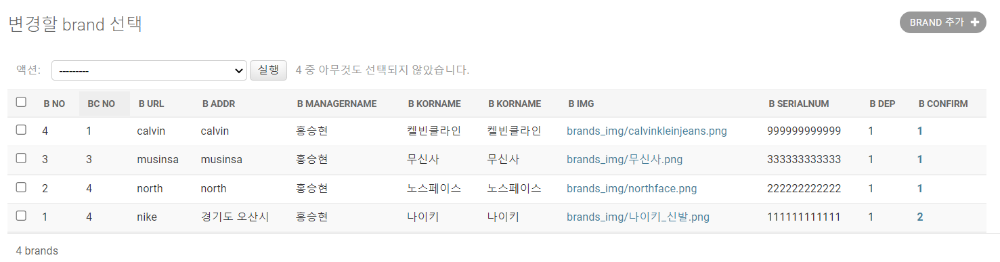 변경할 brand 선택
BRAND 추가 +
액션: --------- 실행 4 중 아무것도 선택되지 않았습니다.
B NO BC NO B URL B ADDR B MANAGERNAME B KORNAME B KORNAME B IMG B SERIALNUM B DEP B CONFIRM
4 1 calvin calvin 홍승현 켈빈클라인 켈빈클라인 brands_img/calvinkleinjeans.png 999999999999 1 1
3 3 musinsa musinsa 홍승현 무신사 무신사 brands_img/무신사.png 333333333333 1 1
2 4 north north 홍승현 노스페이스 노스페이스 brands_img/northface.png 222222222222 1 1
1 4 nike 경기도 오산시 홍승현 나이키 나이키 brands_img/나이키_신발.png 111111111111 1 2
4 brands